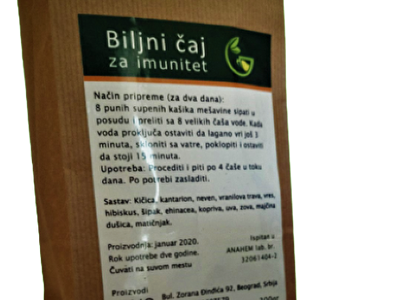 Biljni čaj
za imunitet
Način pripreme (za dva dana):
8 punih supenih kašika mešavine sipati u
posudu i preliti sa 8 velikih čaša vode. Kada
voda proključa ostaviti da lagano vri još 3
minuta, skloniti sa vatre, poklopiti i ostaviti
da stoji 15 minuta.
Upotreba: Procediti i piti po 4 čaše u toku
dana. Po potrebi zasladiti.
Sastav: Kičica, kantarion, neven, vranilova trava, vres,
hibiskus, šipak, ehinacea, kopriva, uva, zova, majčina
dušica, matičnjak.
Proizvodnja: januar 2020.
Rok upotrebe dve godine.
Čuvati na suvom mestu
Ispitan u
ANAHEM lab. br.
32061404-2
Proizvodi
Bul. Zorana Đinđića 92, Beograd, Srbija